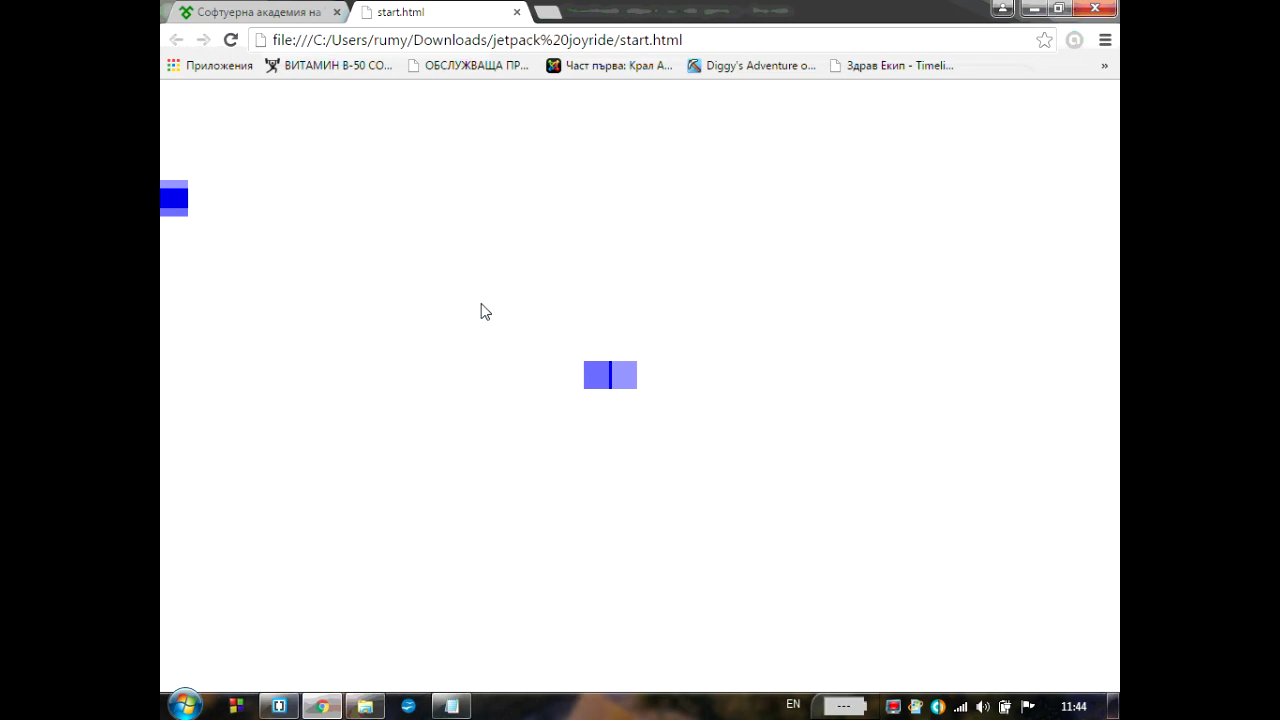 Софтуерна академия на
start.html
file:///C:/Users/rumy/Downloads/jetpack%20joyride/start.html
Приложения
ВИТАМИН B-50 CO...
ОБСЛУЖВАЩА ПР...
Част първа: Крал А...
Diggy's Adventure o...
Здрав Екип - Timeli...
»
EN
---
11:44